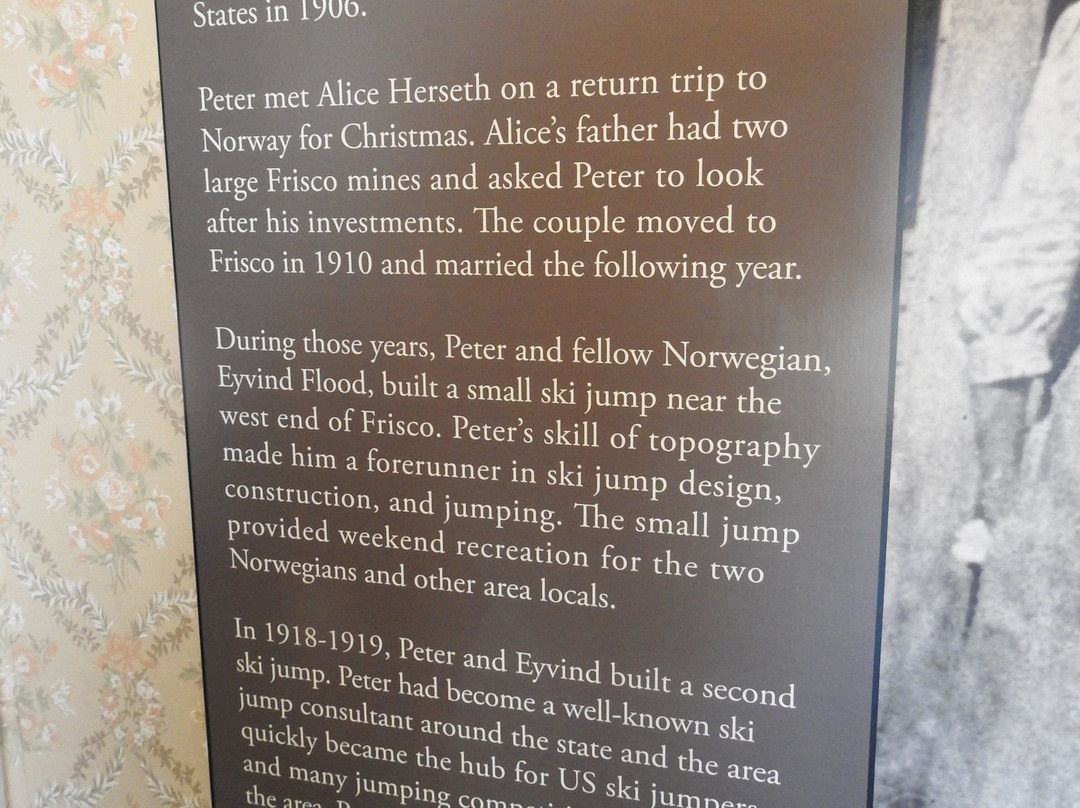 States in 1906.
Peter met Alice Herseth on a return trip to
Norway for Christmas. Alice's father had two
large Frisco mines and asked Peter to look
after his investments. The couple moved to
Frisco in 1910 and married the following year.
During those years, Peter and fellow Norwegian,
Eyvind Flood, built a small ski jump near the
west end of Frisco. Peter's skill of topography
made him a forerunner in ski jump design,
construction, and jumping. The small jump
provided weekend recreation for the two
Norwegians and other area locals.
In 1918-1919, Peter and Eyvind built a second
ski jump. Peter had become a well-known ski
jump consultant around the state and the area
quickly became the hub for US ski jumpers
and many jumping
the area.